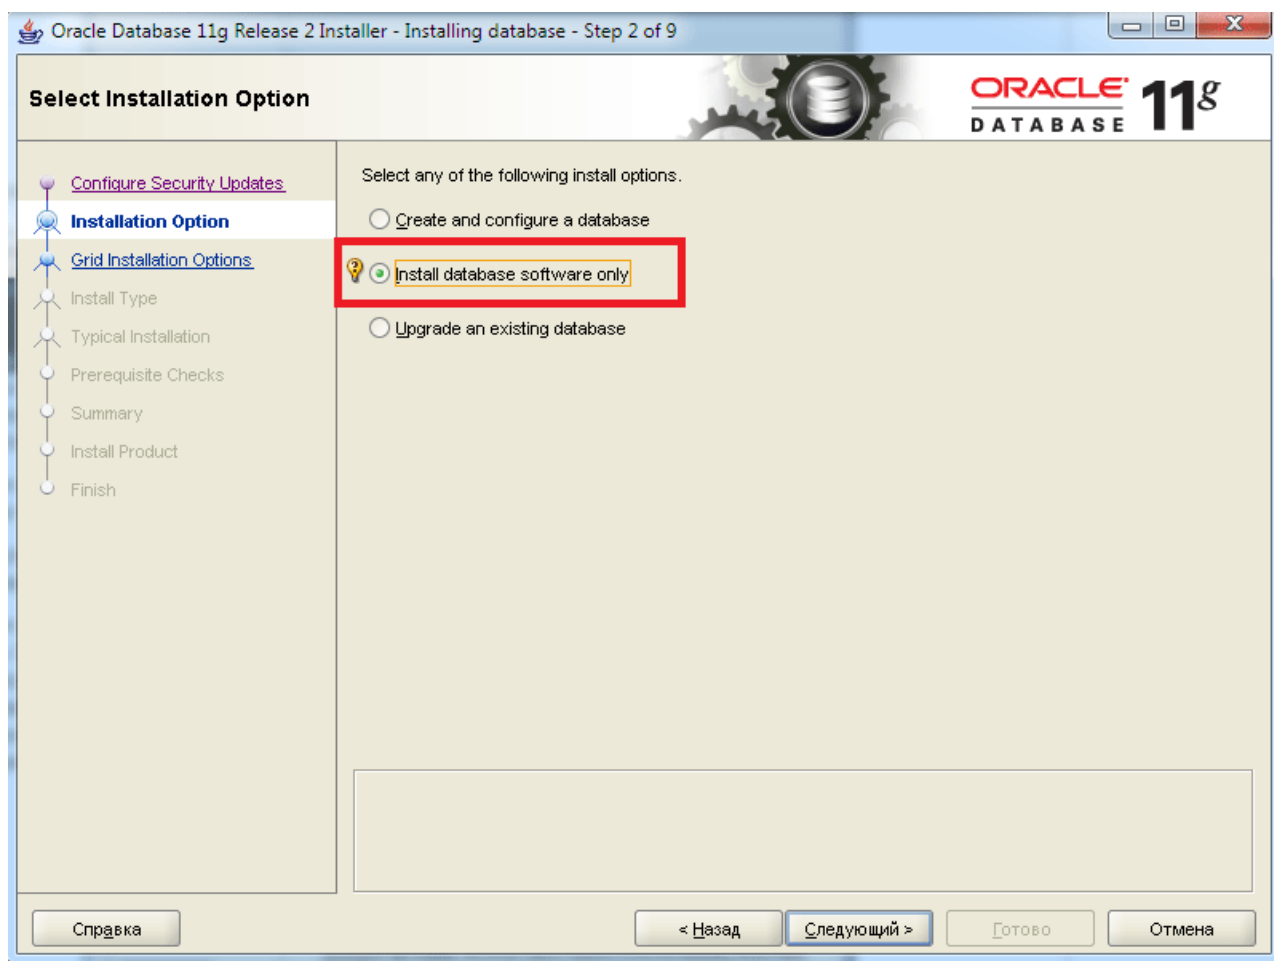 Oracle Database 11g Release 2 Installer - Installing database - Step 2 of 9
Select Installation Option
ORACLE 11g
DATABASE
Configure Security Updates
Installation Option
Grid Installation Options
Install Type
Typical Installation
Prerequisite Checks
Summary
Install Product
Finish
Select any of the following install options.
Create and configure a database
Install database software only
Upgrade an existing database
Справка
< Назад
Следующий >
Готово
Отмена